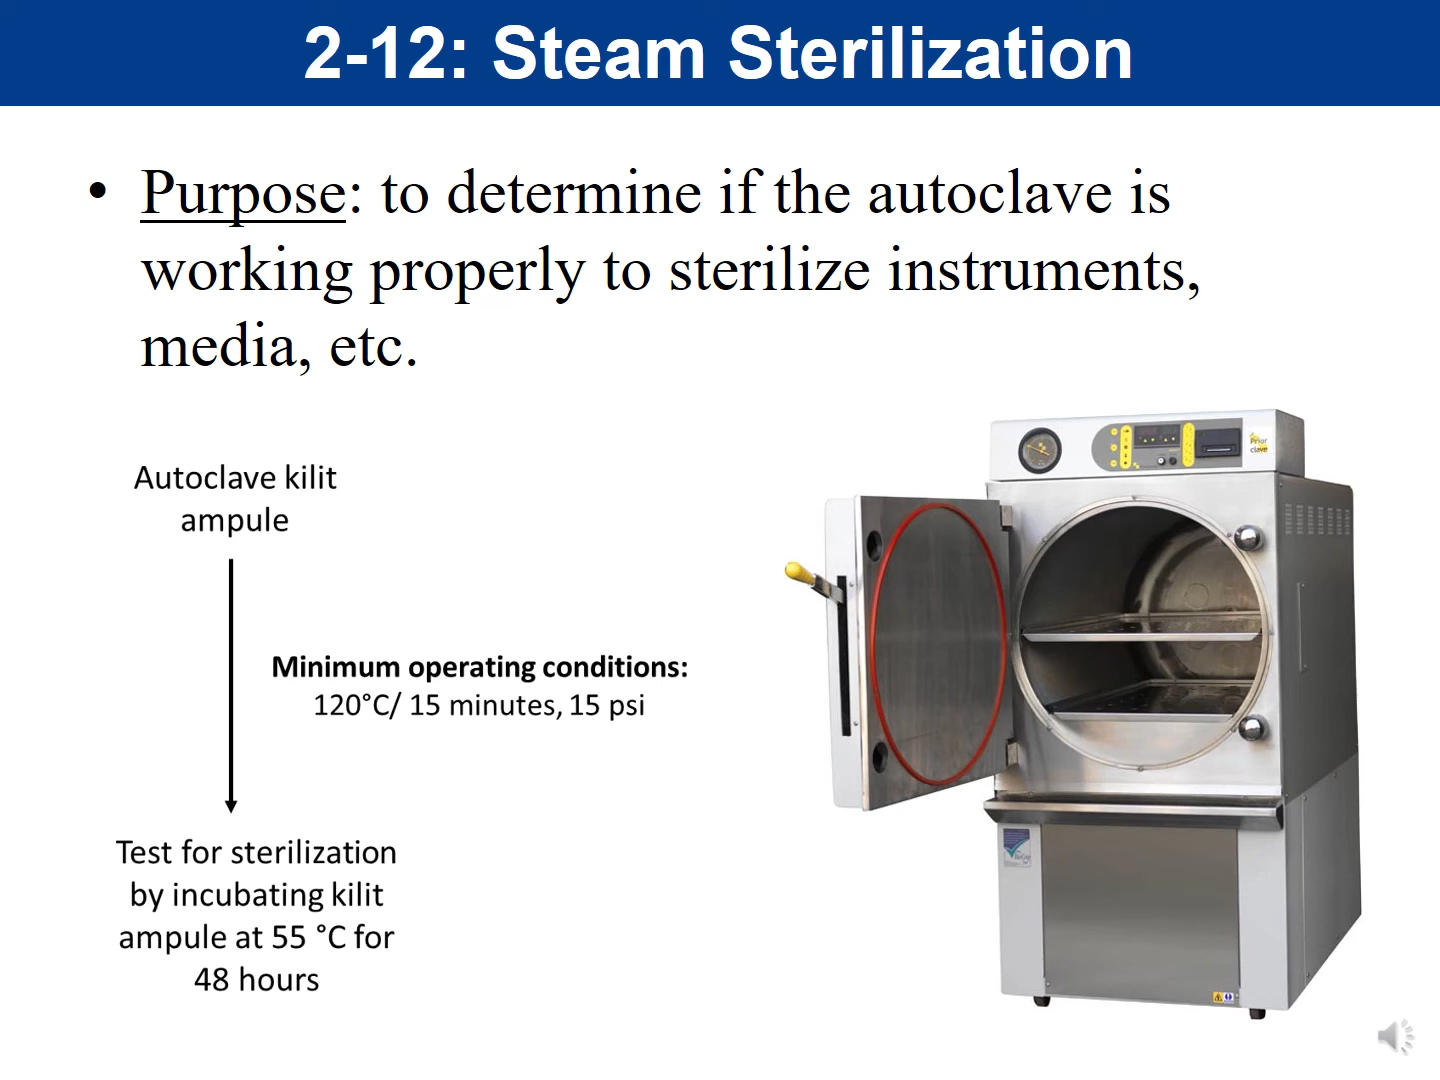 2-12: Steam Sterilization
• Purpose: to determine if the autoclave is
working properly to sterilize instruments,
media, etc.
Autoclave kilit
ampule
Minimum operating conditions:
120°C/ 15 minutes, 15 psi
Test for sterilization
by incubating kilit
ampule at 55 °C for
48 hours
Prior
clave